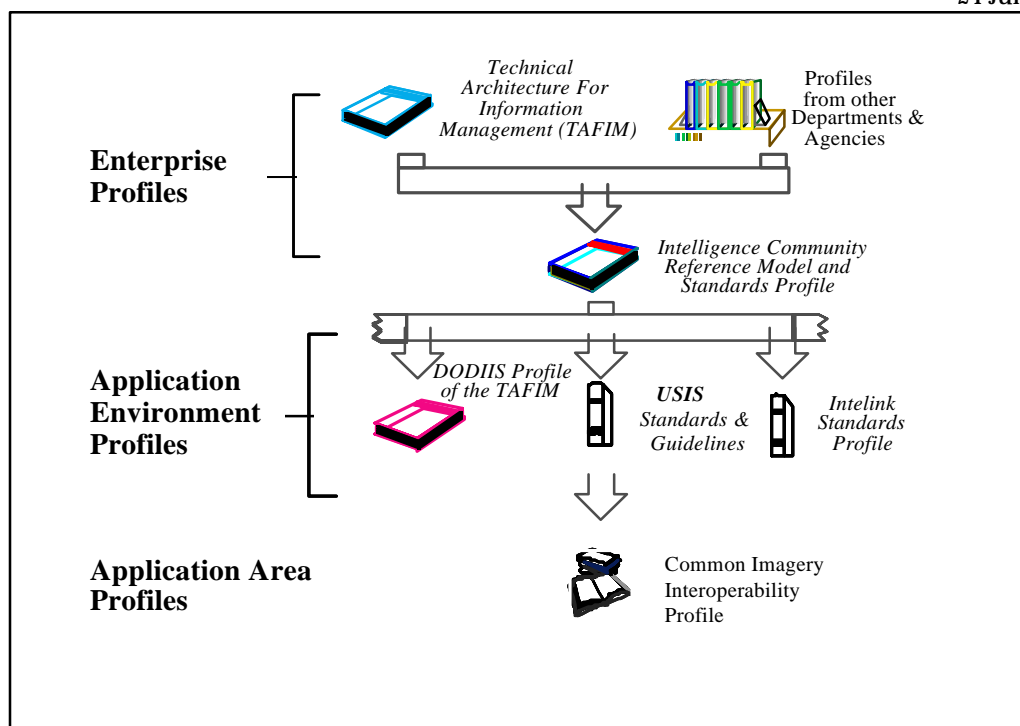 Technical
Architecture For
Information
Management (TAFIM)
Profiles
from other
Departments &
Agencies
Enterprise
Profiles
Intelligence Community
Reference Model and
Standards Profile
Application
Environment
Profiles
DODIIS Profile
of the TAFIM
USIS
Standards &
Guidelines
Intelink
Standards
Profile
Application Area
Profiles
Common Imagery
Interoperability
Profile